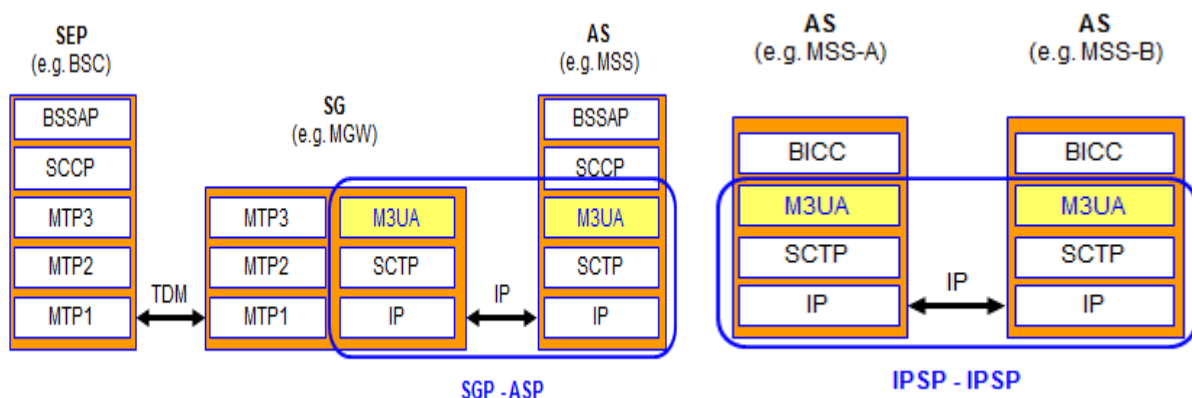 SEP
(e.g. BSC)
BSSAP
SCCP
MTP3
MTP2
MTP1
TDM
SG
(e.g. MGW)
MTP3
MTP2
MTP1
M3UA
SCTP
IP
IP
AS
(e.g. MSS)
BSSAP
SCCP
M3UA
SCTP
IP
SGP - ASP
AS
(e.g. MSS-A)
BICC
M3UA
SCTP
IP
IP
AS
(e.g. MSS-B)
BICC
M3UA
SCTP
IP
IPSP - IPSP